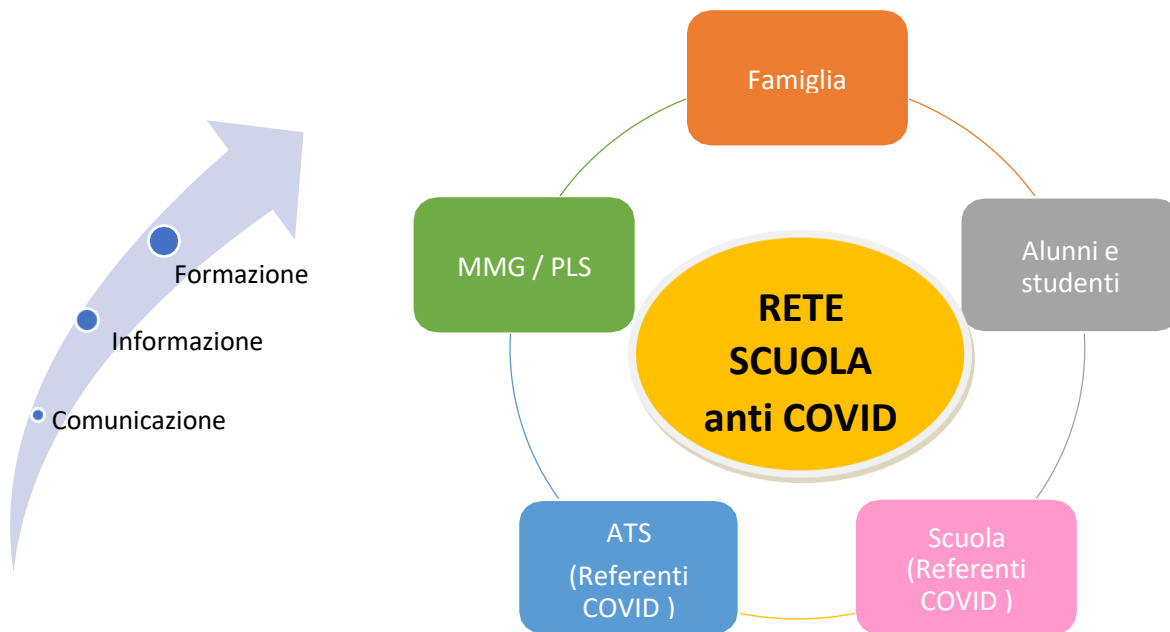 Formazione
Informazione
Comunicazione
Famiglia
MMG / PLS
Alunni e
studenti
RETE
SCUOLA
anti COVID
ATS
(Referenti
COVID )
Scuola
(Referenti
COVID )